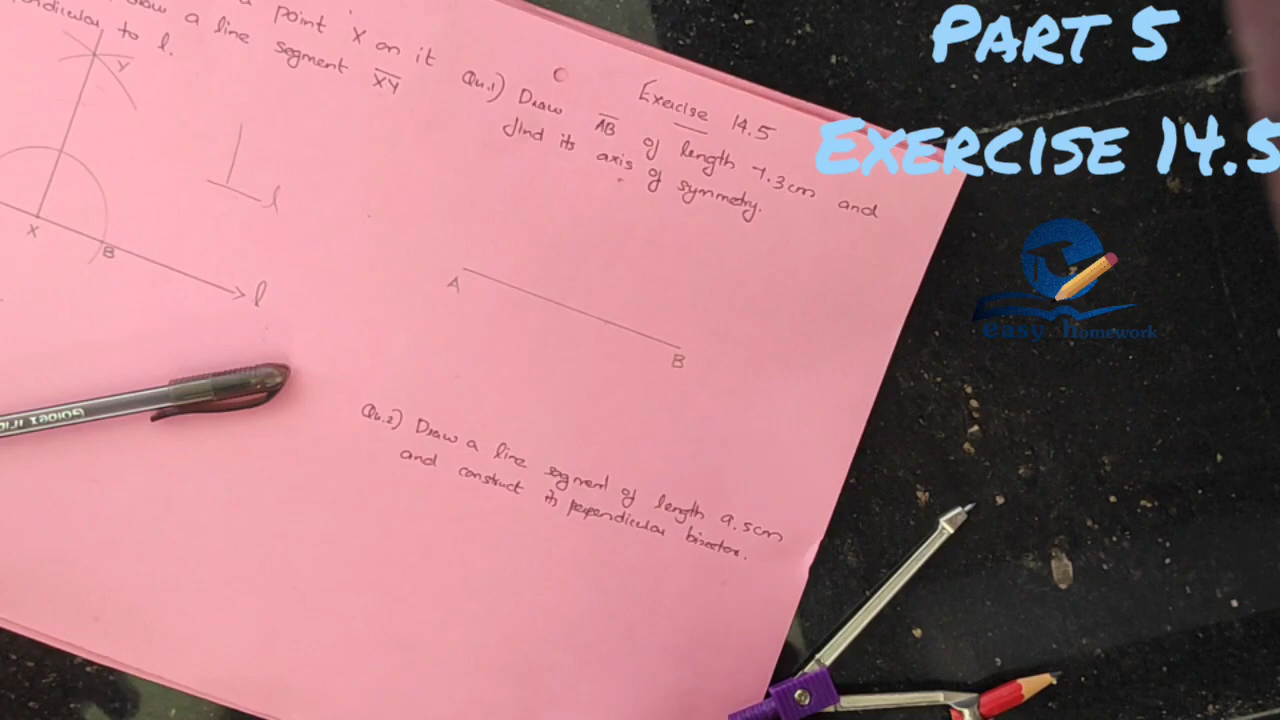 Part 5
Exercise 14.5
easy homework
point X on it
a line segment XY
to l.
Y
X
B
l
l
Exercise 14.5
Qu.1) Draw AB of length 7.3cm and
find its axis of symmetry.
A
B
Qu.2) Draw a line segment of length 9.5cm
and construct its perpendicular bisector.